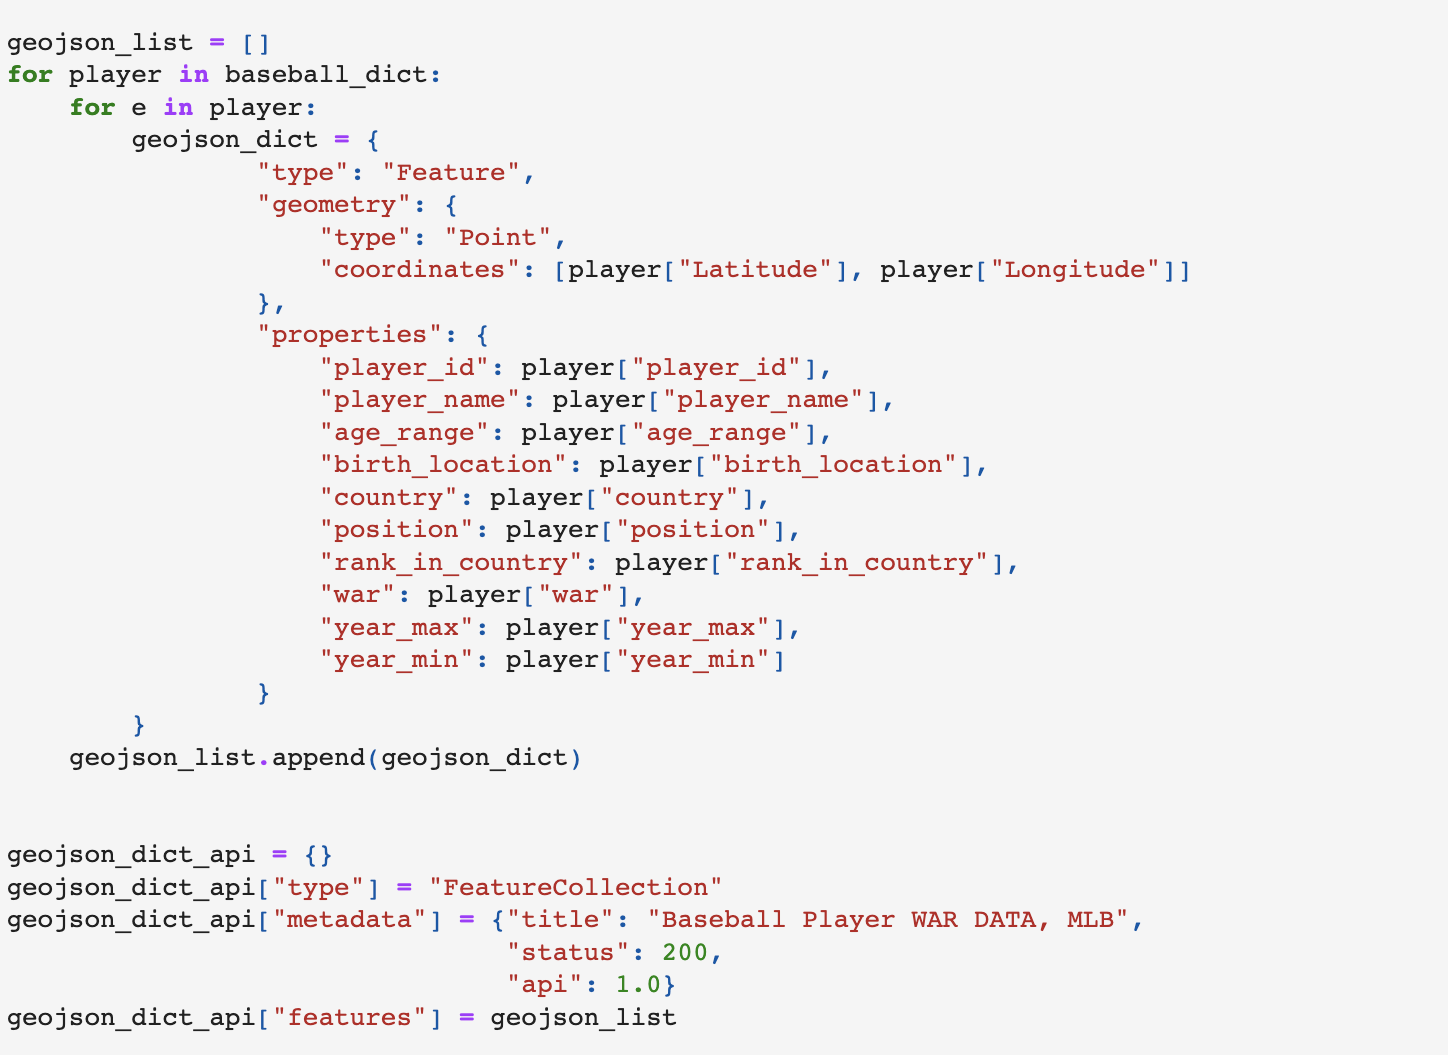 geojson_list = []
for player in baseball_dict:
    for e in player:
        geojson_dict = {
                "type": "Feature",
                "geometry": {
                    "type": "Point",
                    "coordinates": [player["Latitude"], player["Longitude"]]
                },
                "properties": {
                    "player_id": player["player_id"],
                    "player_name": player["player_name"],
                    "age_range": player["age_range"],
                    "birth_location": player["birth_location"],
                    "country": player["country"],
                    "position": player["position"],
                    "rank_in_country": player["rank_in_country"],
                    "war": player["war"],
                    "year_max": player["year_max"],
                    "year_min": player["year_min"]
                }
        }
    geojson_list.append(geojson_dict)
geojson_dict_api = {}
geojson_dict_api["type"] = "FeatureCollection"
geojson_dict_api["metadata"] = {"title": "Baseball Player WAR DATA, MLB",
                                "status": 200,
                                "api": 1.0}
geojson_dict_api["features"] = geojson_list